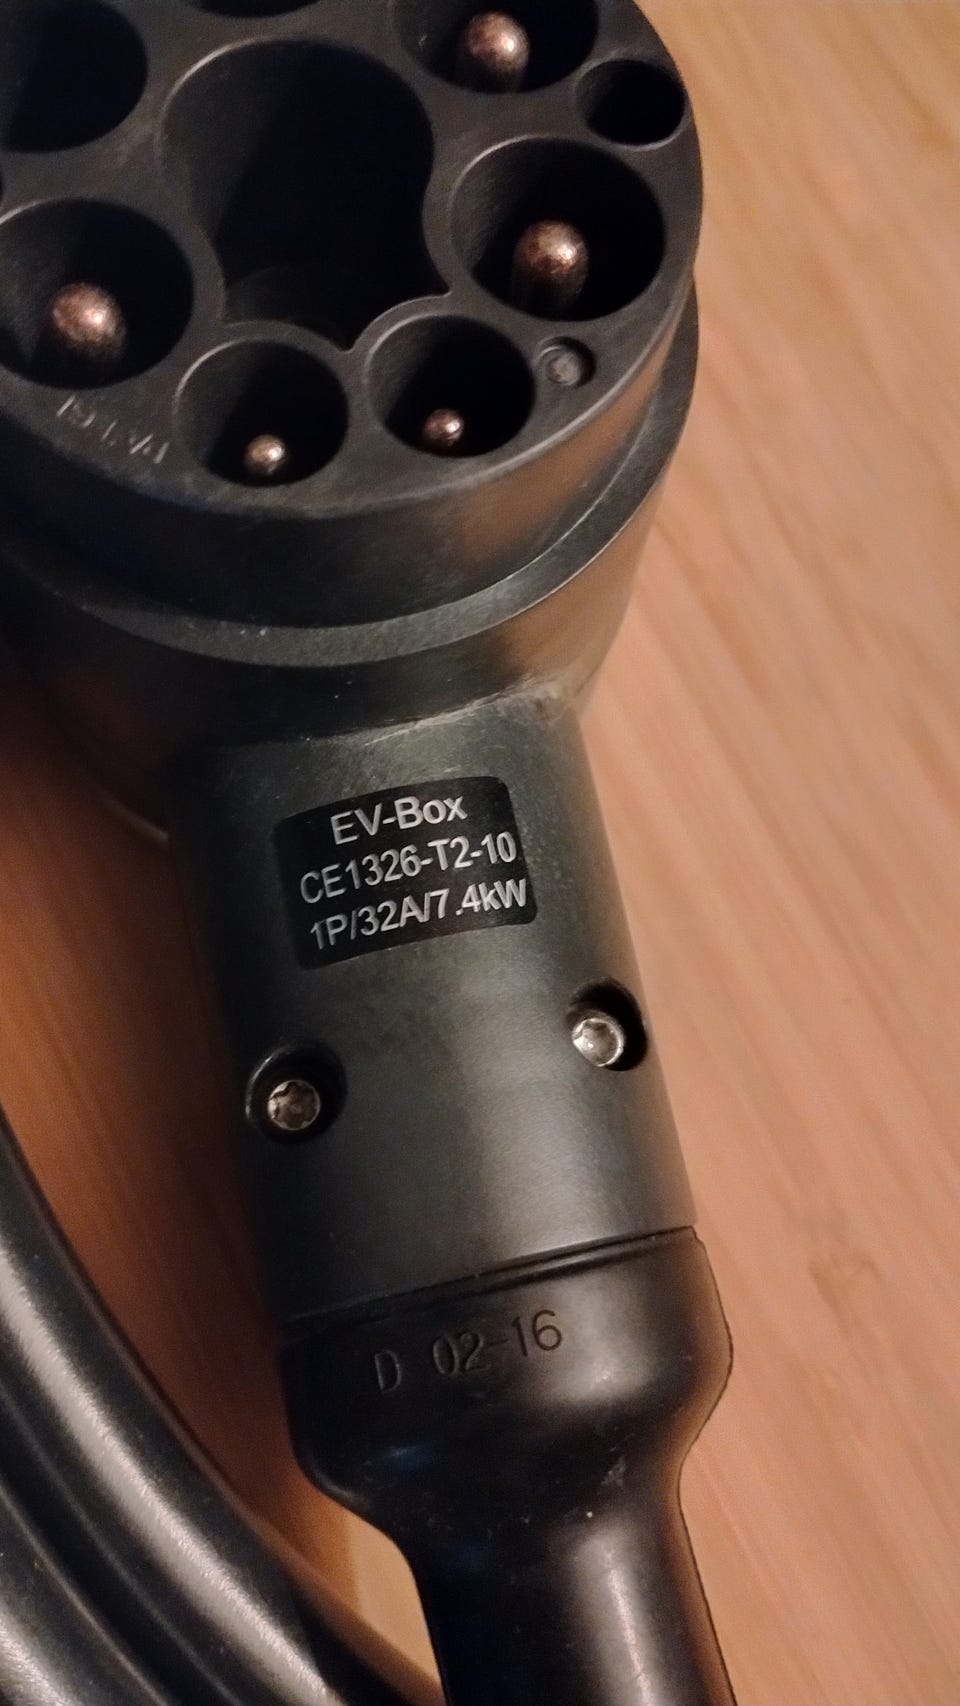 EV-Box
CE1326-T2-10
1P/32A/7.4kW
D 02-16